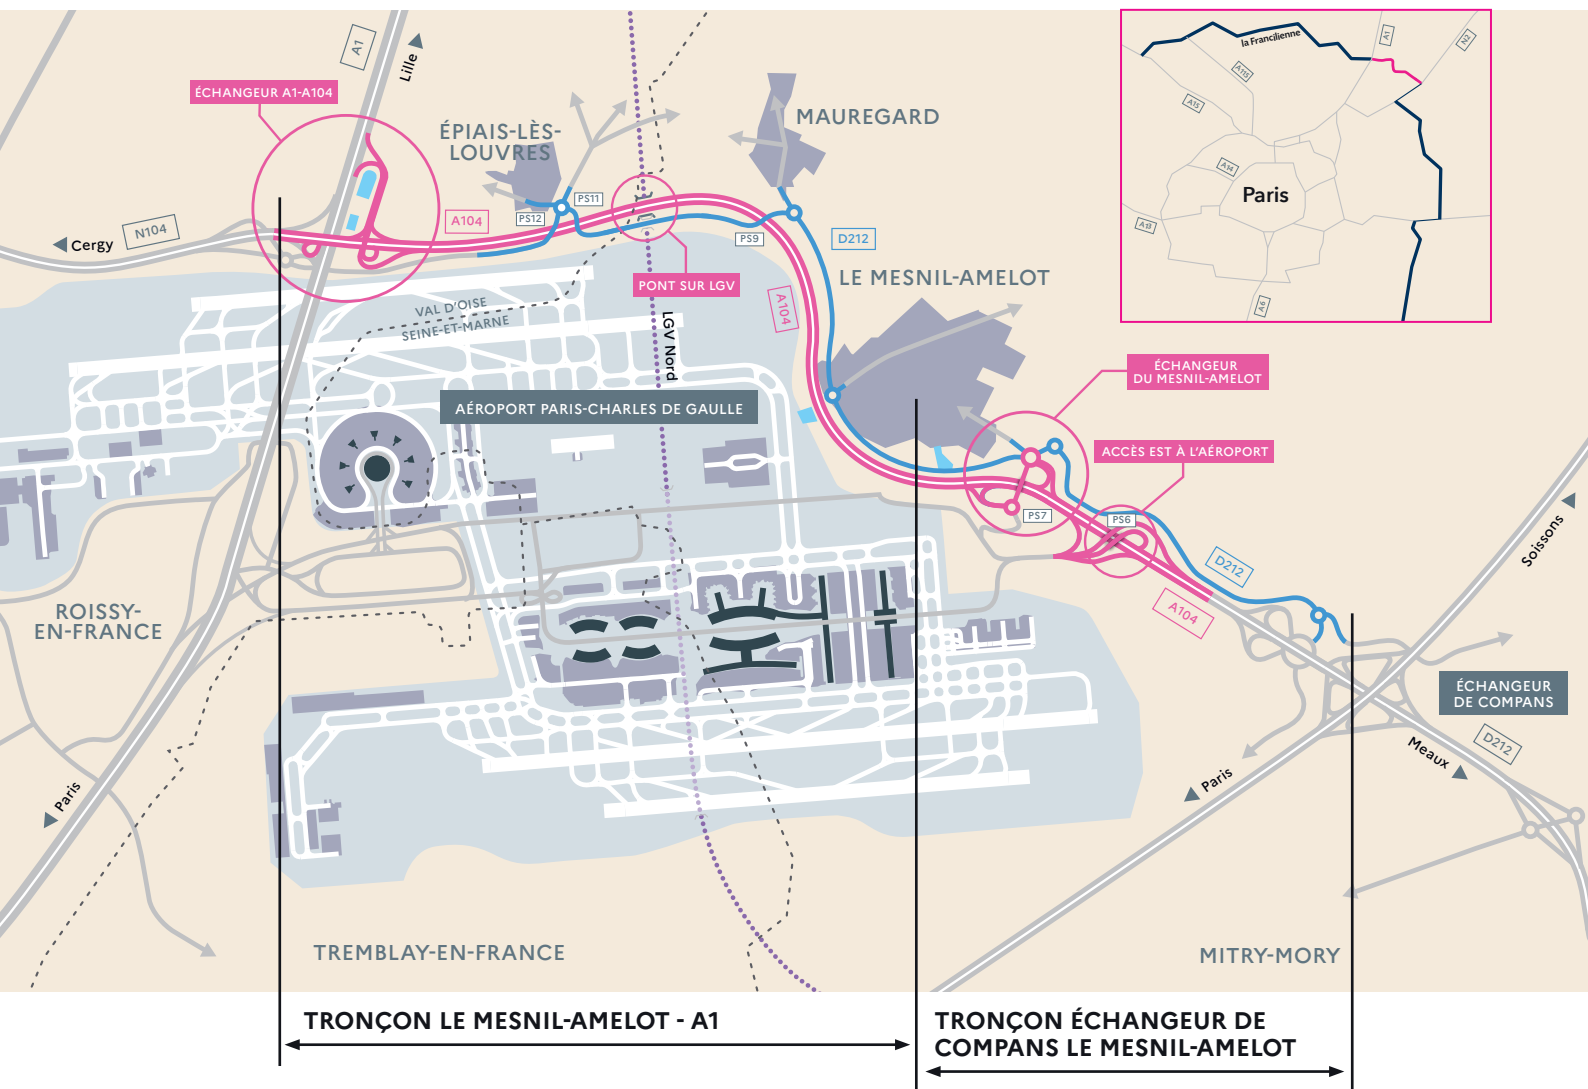 A1
Lille
ÉCHANGEUR A1-A104
ÉPIAIS-LÈS-
LOUVRES
MAUREGARD
la Francilienne
A1
N2
A115
A15
A14
Paris
A13
A6
N104
Cergy
A104
PS11
PS12
PS9
D212
PONT SUR LGV
LE MESNIL-AMELOT
A104
VAL D'OISE
SEINE-ET-MARNE
LGV Nord
AÉROPORT PARIS-CHARLES DE GAULLE
ÉCHANGEUR
DU MESNIL-AMELOT
ACCÈS EST À L'AÉROPORT
PS7
PS6
Soissons
D212
A104
ROISSY-
EN-FRANCE
ÉCHANGEUR
DE COMPANS
D212
Meaux
Paris
Paris
TREMBLAY-EN-FRANCE
MITRY-MORY
TRONÇON LE MESNIL-AMELOT - A1
TRONÇON ÉCHANGEUR DE
COMPANS LE MESNIL-AMELOT